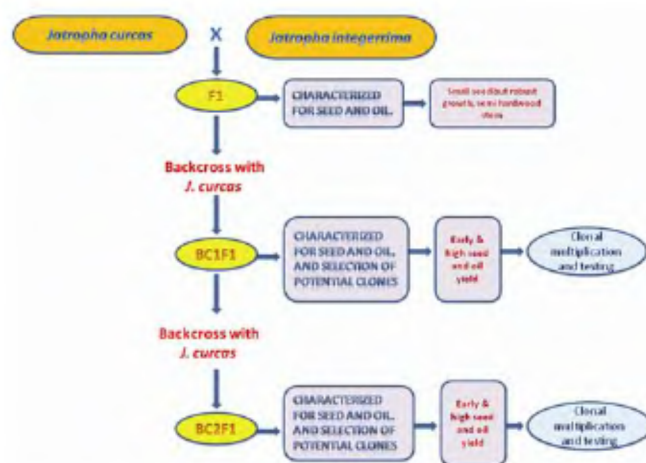 Jatropha curcas
X
Jatropha integerrima
F1
CHARACTERIZED
FOR SEED AND OIL.
Small seed but robust
growth, semi hardwood
stem
Backcross with
J. curcas
BC1F1
CHARACTERIZED
FOR SEED AND OIL,
AND SELECTION OF
POTENTIAL CLONES
Early &
high seed
and oil
yield
Clonal
multiplication
and testing
Backcross with
J. curcas
BC2F1
CHARACTERIZED
FOR SEED AND OIL,
AND SELECTION OF
POTENTIAL CLONES
Early &
high seed
and oil
yield
Clonal
multiplication
and testing